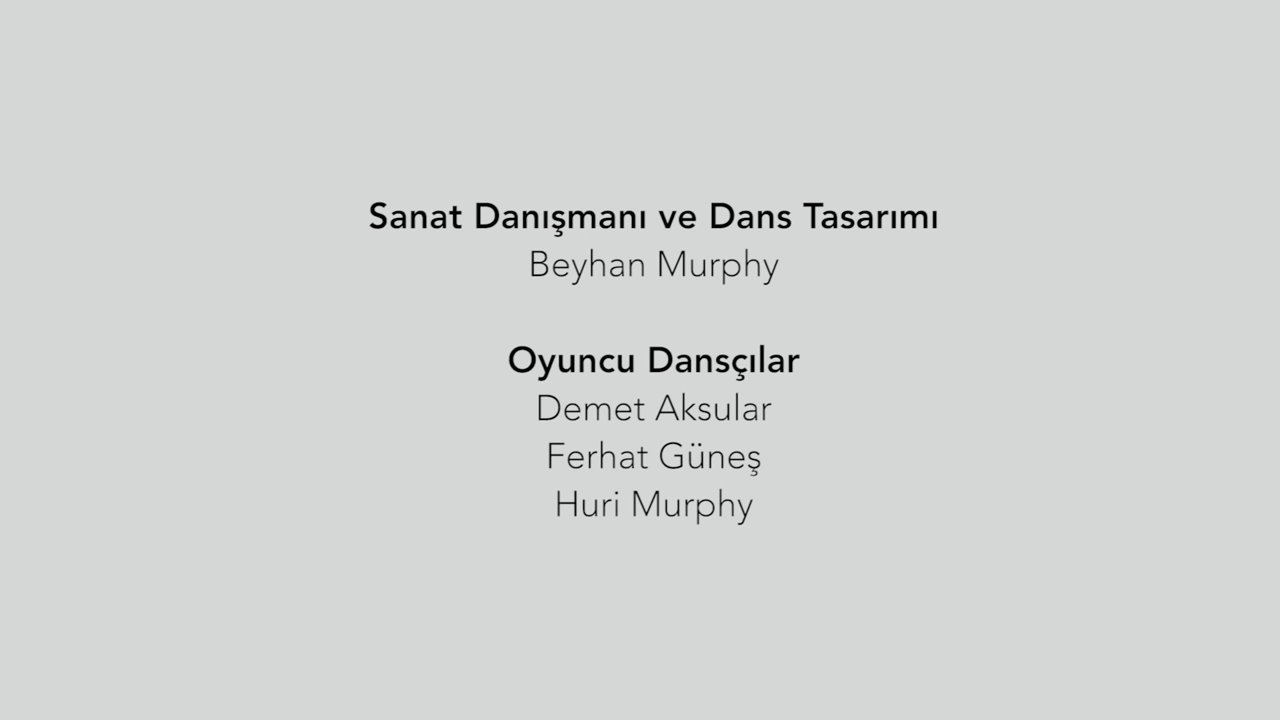 Sanat Danışmanı ve Dans Tasarımı
Beyhan Murphy
Oyuncu Dansçılar
Demet Aksular
Ferhat Güneş
Huri Murphy